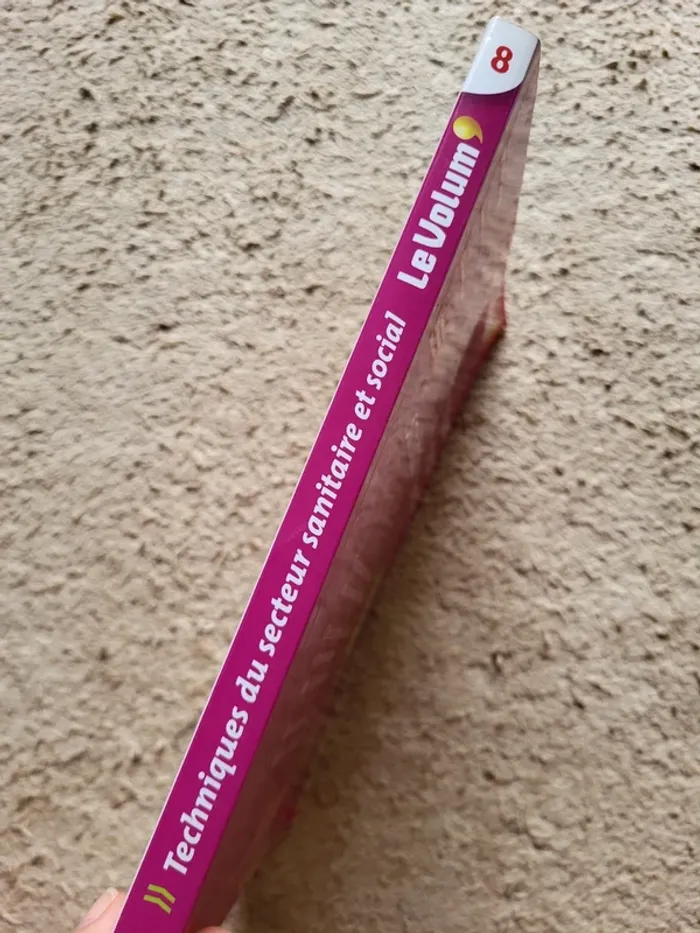 » Techniques du secteur sanitaire et social
Le Volum'
8